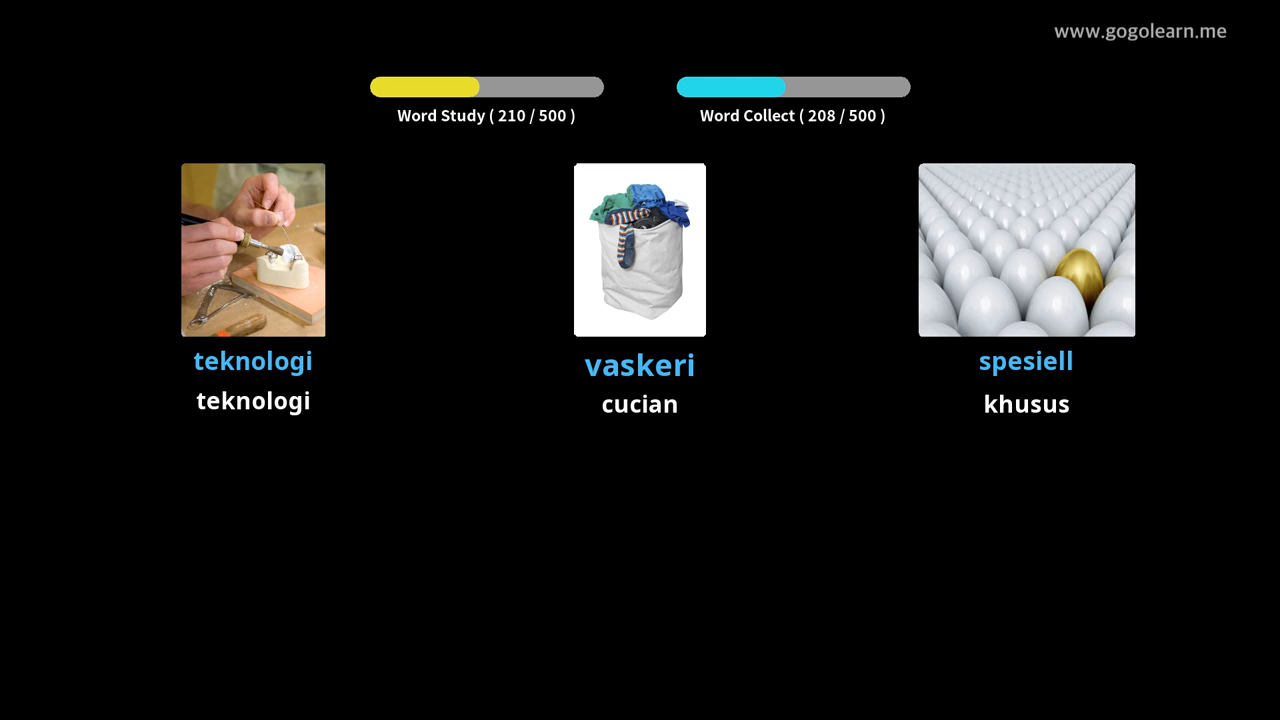 www.gogolearn.me
Word Study ( 210 / 500 )
Word Collect ( 208 / 500 )
teknologi
teknologi
vaskeri
cucian
spesiell
khusus